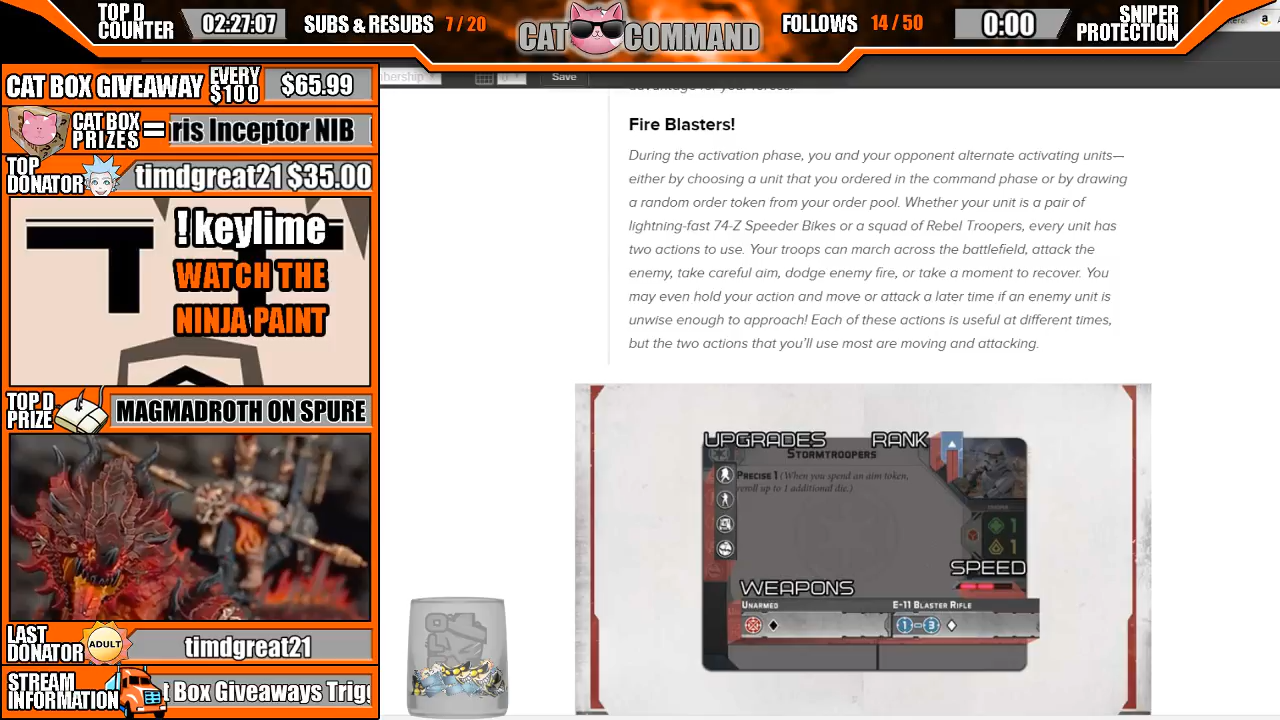 TOP D
COUNTER
02:27:07
SUBS & RESUBS 7 / 20
CAT COMMAND
FOLLOWS 14 / 50
0:00
SNIPER
PROTECTION
CAT BOX GIVEAWAY EVERY $100 $65.99
CAT BOX
PRIZES = ris Inceptor NIB
TOP
DONATOR timdgreat21 $35.00
!keylime
WATCH THE
NINJA PAINT
TOP D
PRIZE MAGMADROTH ON SPURE
LAST
DONATOR ADULT timdgreat21
STREAM
INFORMATION t Box Giveaways Trigg
bership
Save
advantage for your forces.
Fire Blasters!
During the activation phase, you and your opponent alternate activating units—
either by choosing a unit that you ordered in the command phase or by drawing
a random order token from your order pool. Whether your unit is a pair of
lightning-fast 74-Z Speeder Bikes or a squad of Rebel Troopers, every unit has
two actions to use. Your troops can march across the battlefield, attack the
enemy, take careful aim, dodge enemy fire, or take a moment to recover. You
may even hold your action and move or attack a later time if an enemy unit is
unwise enough to approach! Each of these actions is useful at different times,
but the two actions that you'll use most are moving and attacking.
UPGRADES RANK
STORMTROOPERS
PRECISE 1 (When you spend an aim token,
reroll up to 1 additional die.)
1
1
SPEED
WEAPONS
UNARMED
E-11 BLASTER RIFLE
1-3